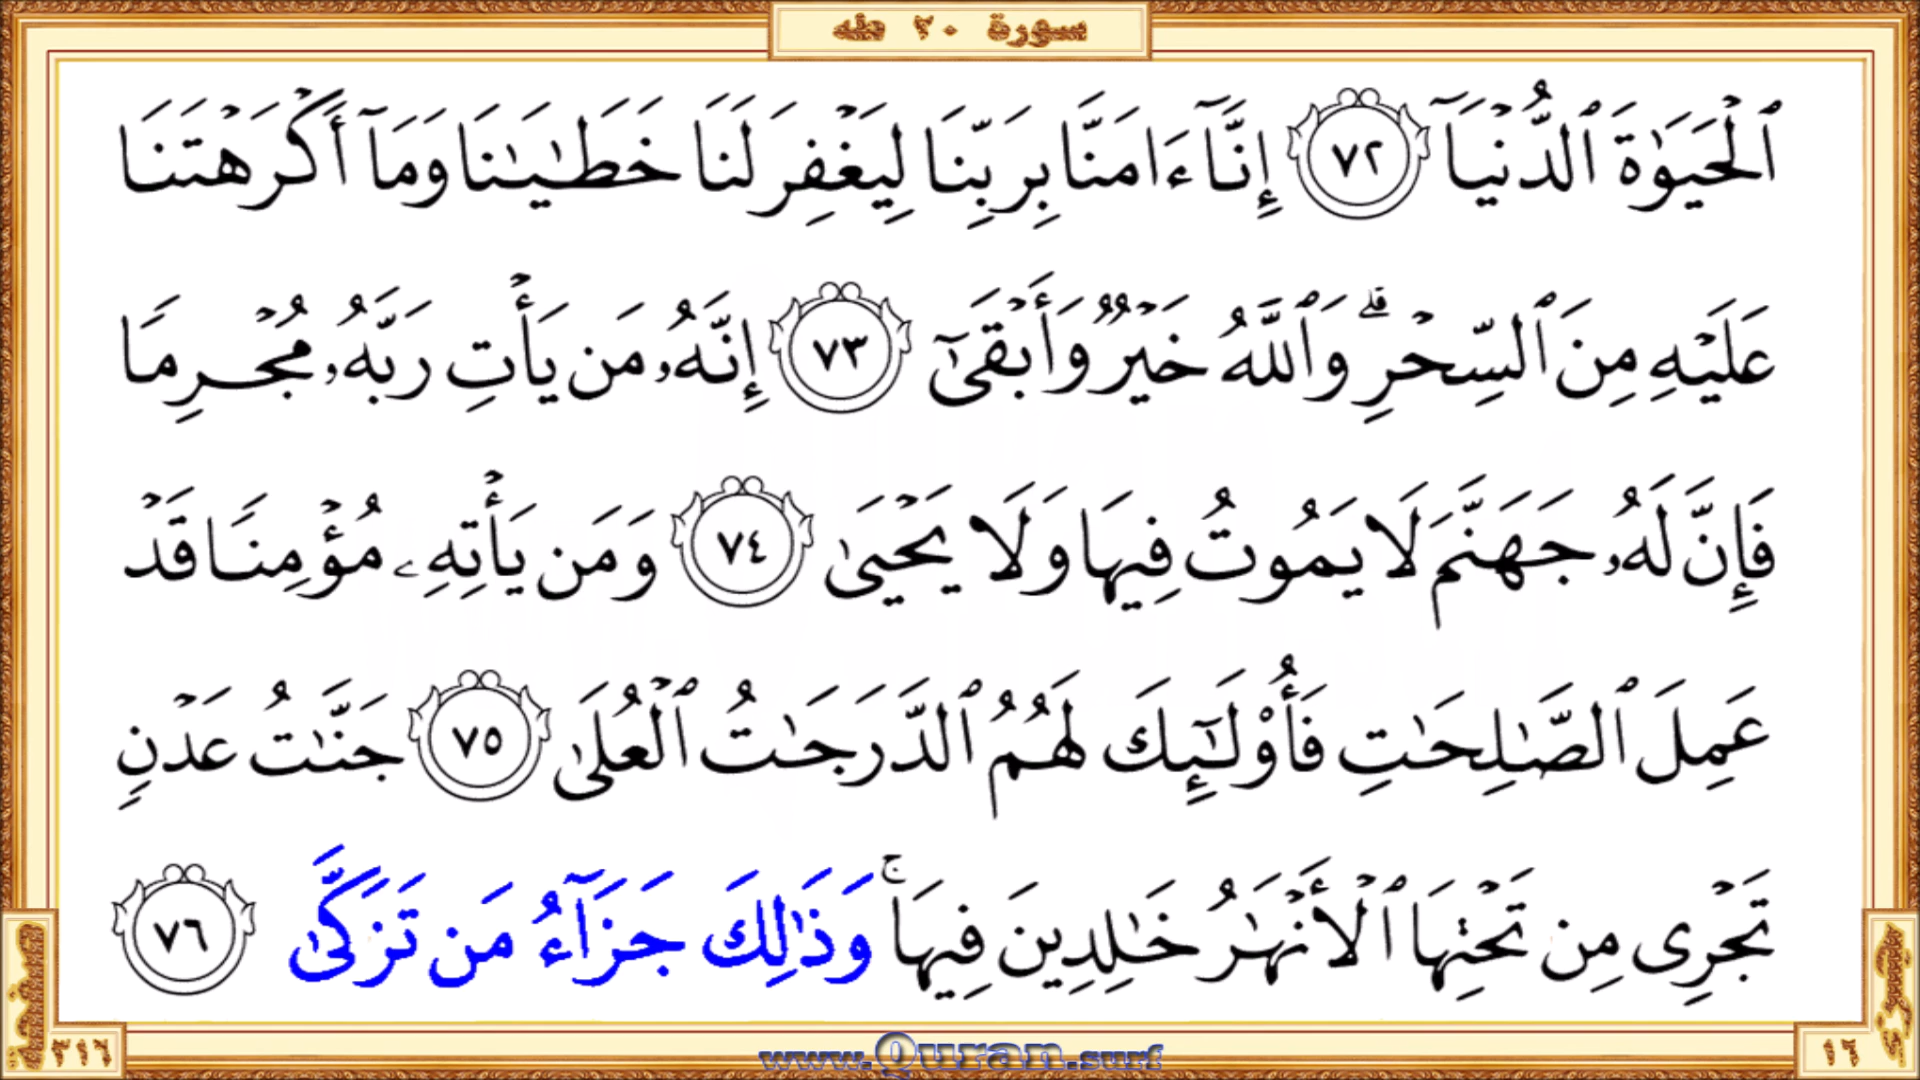 سورة ٢٠ طه
ٱلْحَيَوٰةَ ٱلدُّنْيَآ ٧٢ إِنَّآ ءَامَنَّا بِرَبِّنَا لِيَغْفِرَ لَنَا خَطَـٰيَـٰنَا وَمَآ أَكْرَهْتَنَا
عَلَيْهِ مِنَ ٱلسِّحْرِ ۗ وَٱللَّهُ خَيْرٌ وَأَبْقَىٰٓ ٧٣ إِنَّهُۥ مَن يَأْتِ رَبَّهُۥ مُجْرِمًا
فَإِنَّ لَهُۥ جَهَنَّمَ لَا يَمُوتُ فِيهَا وَلَا يَحْيَىٰ ٧٤ وَمَن يَأْتِهِۦ مُؤْمِنًا قَدْ
عَمِلَ ٱلصَّـٰلِحَـٰتِ فَأُو۟لَـٰٓئِكَ لَهُمُ ٱلدَّرَجَـٰتُ ٱلْعُلَىٰ ٧٥ جَنَّـٰتُ عَدْنٍ
تَجْرِى مِن تَحْتِهَا ٱلْأَنْهَـٰرُ خَـٰلِدِينَ فِيهَا ۚ وَذَٰلِكَ جَزَآءُ مَن تَزَكَّىٰ ٧٦
صفحة
٣١٦
١٦
www.Quran.surf